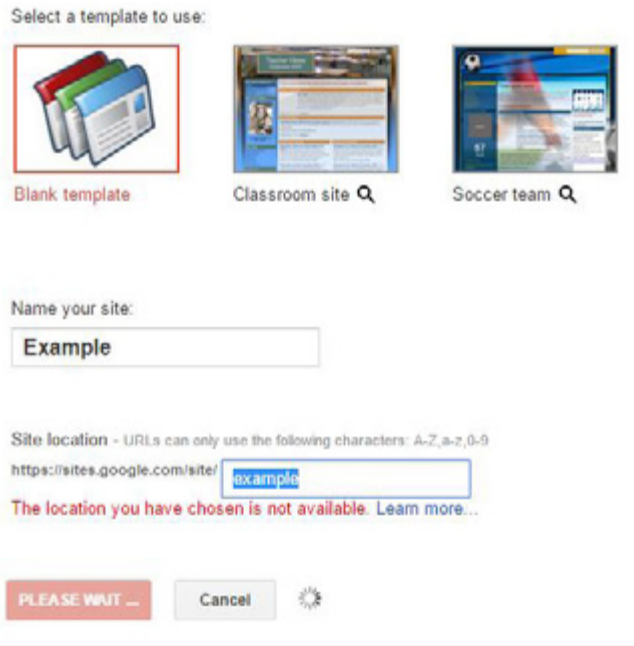 Select a template to use:
Blank template
Classroom site
Soccer team
Name your site:
Example
Site location - URLs can only use the following characters: A-Z,a-z,0-9
https://sites.google.com/site/ example
The location you have chosen is not available. Learn more...
PLEASE WAIT ...
Cancel